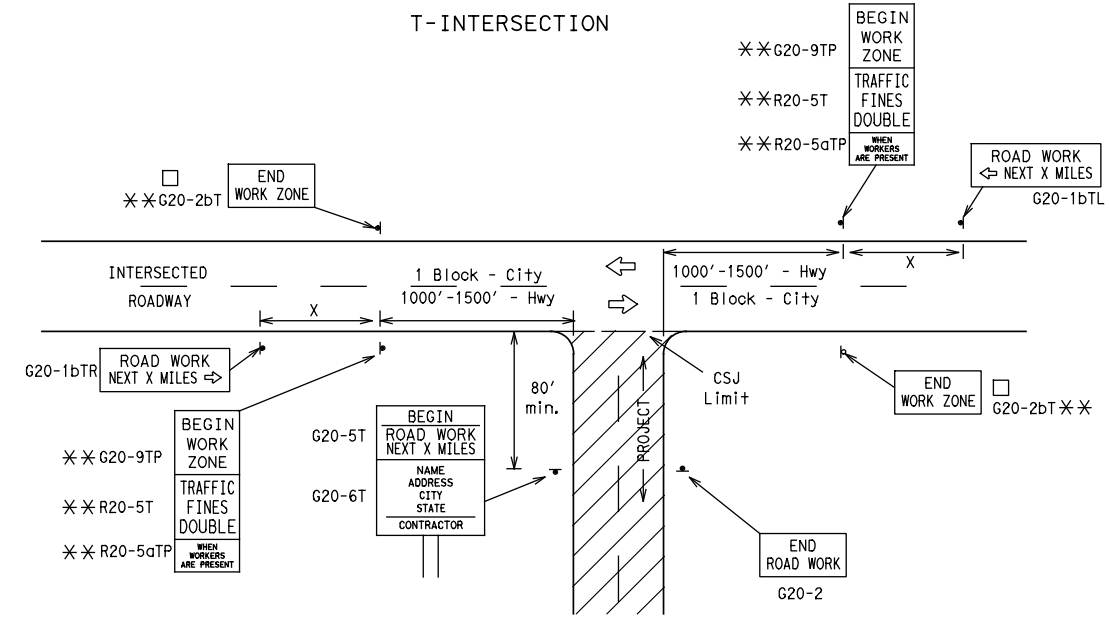 T-INTERSECTION
BEGIN
WORK
ZONE
TRAFFIC
FINES
DOUBLE
WHEN
WORKERS
ARE PRESENT
**G20-9TP
**R20-5T
**R20-5aTP
ROAD WORK
⇦ NEXT X MILES
G20-1bTL
END
WORK ZONE
□
**G20-2bT
INTERSECTED
ROADWAY
1 Block - City
1000'-1500' - Hwy
1000'-1500' - Hwy
1 Block - City
X
X
G20-1bTR
ROAD WORK
NEXT X MILES ⇨
80'
min.
CSJ
Limit
PROJECT
END
WORK ZONE
□
G20-2bT**
BEGIN
WORK
ZONE
TRAFFIC
FINES
DOUBLE
WHEN
WORKERS
ARE PRESENT
**G20-9TP
**R20-5T
**R20-5aTP
G20-5T
G20-6T
BEGIN
ROAD WORK
NEXT X MILES
NAME
ADDRESS
CITY
STATE
CONTRACTOR
END
ROAD WORK
G20-2